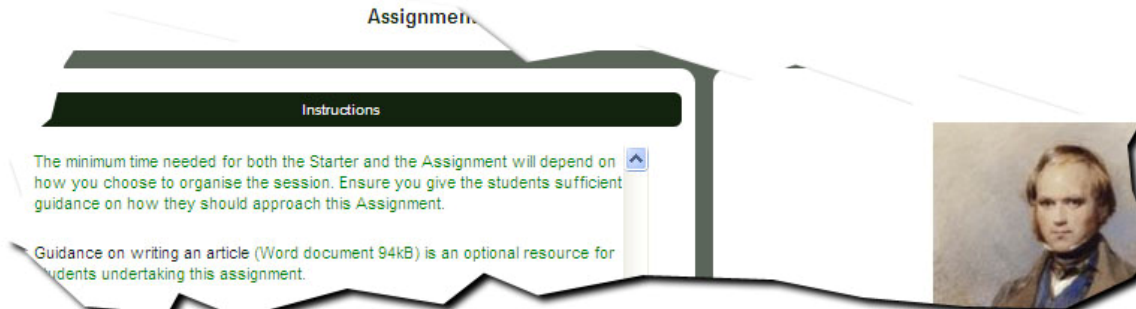 Instructions
The minimum time needed for both the Starter and the Assignment will depend on
how you choose to organise the session. Ensure you give the students sufficient
guidance on how they should approach this Assignment.
Guidance on writing an article (Word document 94kB) is an optional resource for
undertaking this assignment.